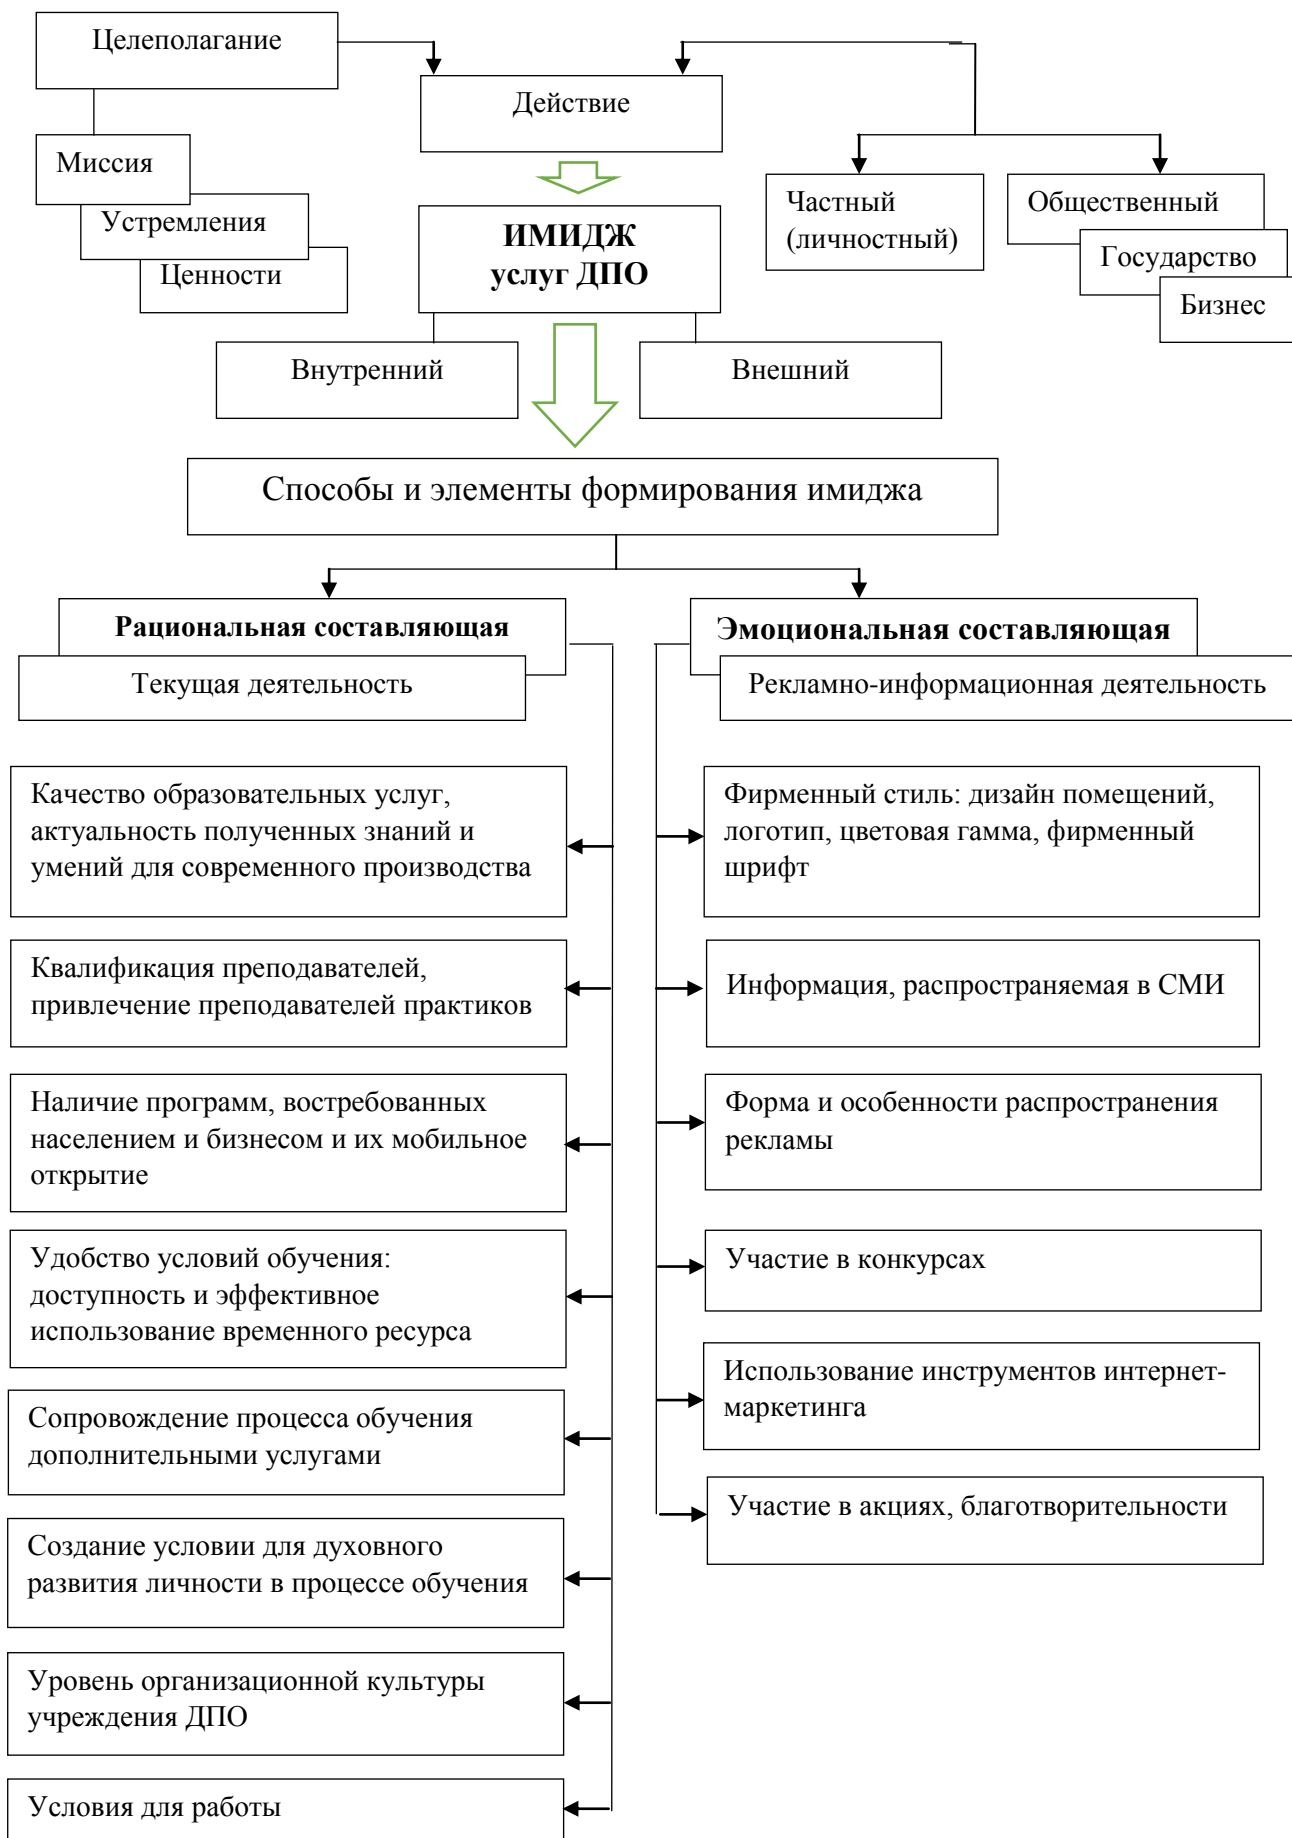 Целеполагание
Действие
Миссия
Устремления
Ценности
ИМИДЖ
услуг ДПО
Частный
(личностный)
Общественный
Государство
Бизнес
Внутренний
Внешний
Способы и элементы формирования имиджа
Рациональная составляющая
Текущая деятельность
Качество образовательных услуг,
актуальность полученных знаний и
умений для современного производства
Квалификация преподавателей,
привлечение преподавателей практиков
Наличие программ, востребованных
населением и бизнесом и их мобильное
открытие
Удобство условий обучения:
доступность и эффективное
использование временного ресурса
Сопровождение процесса обучения
дополнительными услугами
Создание условии для духовного
развития личности в процессе обучения
Уровень организационной культуры
учреждения ДПО
Условия для работы
Эмоциональная составляющая
Рекламно-информационная деятельность
Фирменный стиль: дизайн помещений,
логотип, цветовая гамма, фирменный
шрифт
Информация, распространяемая в СМИ
Форма и особенности распространения
рекламы
Участие в конкурсах
Использование инструментов интернет-
маркетинга
Участие в акциях, благотворительности